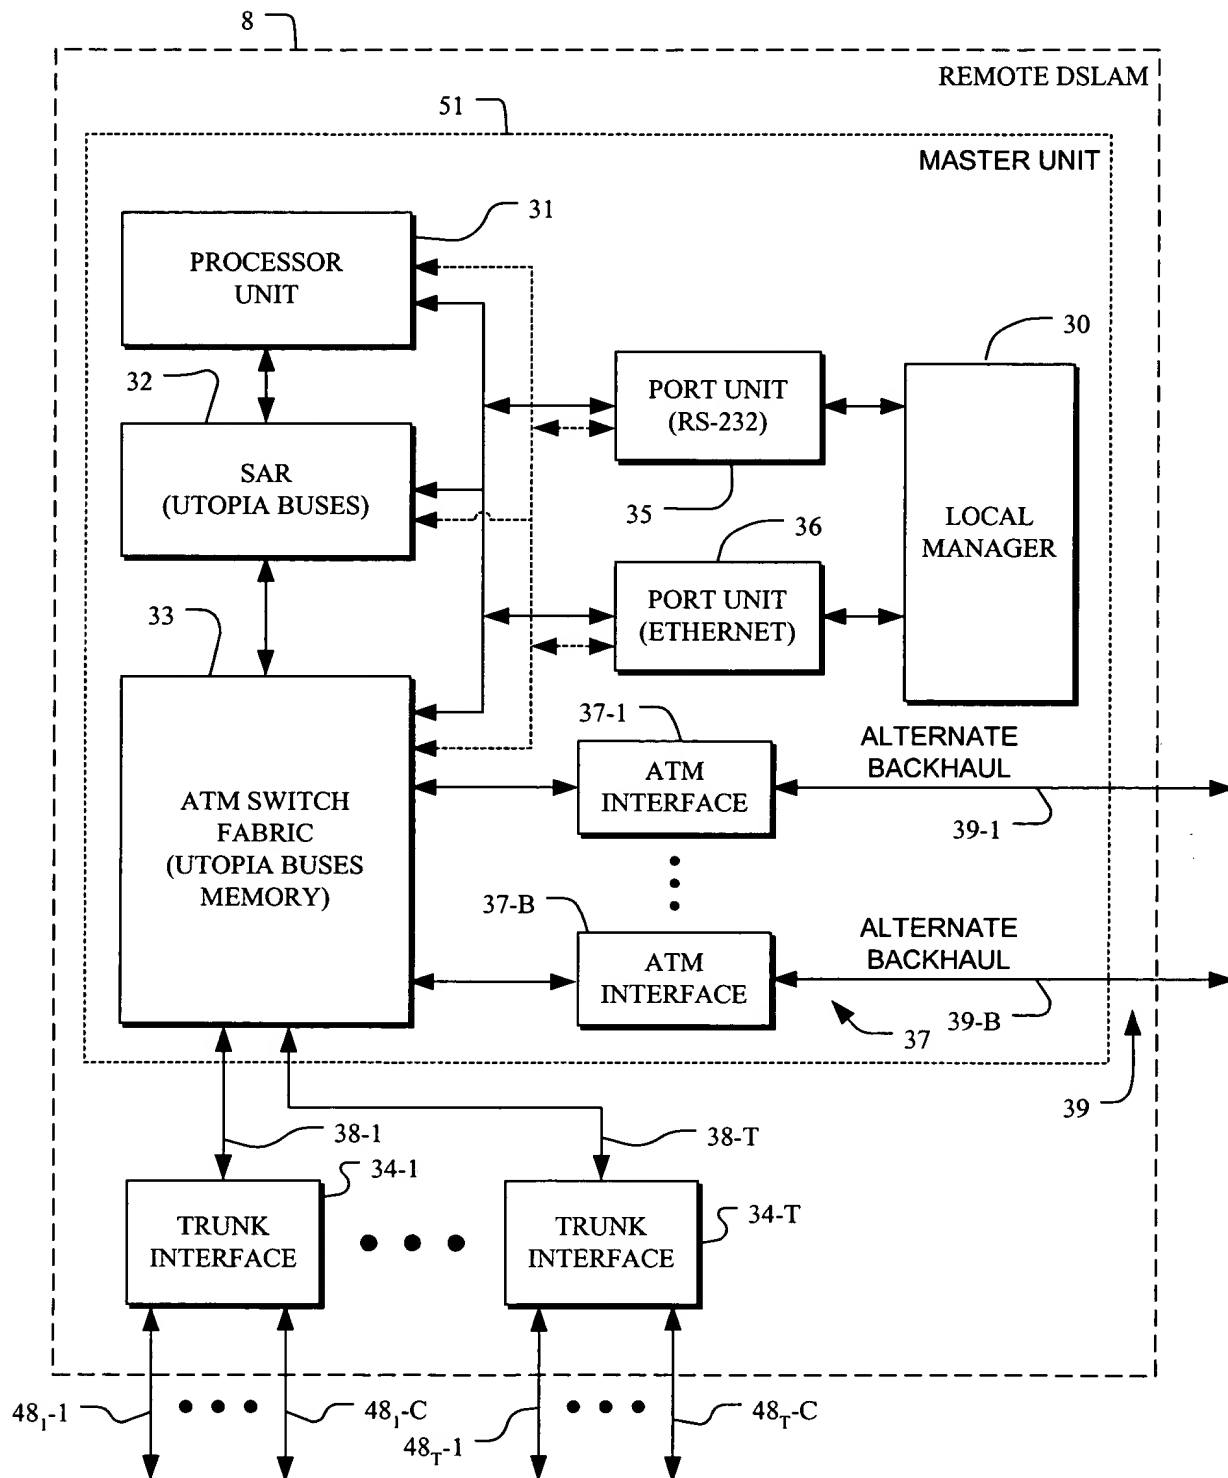 8
REMOTE DSLAM
51
MASTER UNIT
31
PROCESSOR
UNIT
30
32
PORT UNIT
(RS-232)
SAR
(UTOPIA BUSES)
35
36
LOCAL
MANAGER
33
PORT UNIT
(ETHERNET)
37-1
ALTERNATE
BACKHAUL
ATM
INTERFACE
39-1
ATM SWITCH
FABRIC
(UTOPIA BUSES
MEMORY)
37-B
ALTERNATE
BACKHAUL
ATM
INTERFACE
39-B
37
39
38-1
38-T
34-1
34-T
TRUNK
INTERFACE
TRUNK
INTERFACE
48₁-1
48₁-C
48_T-1
48_T-C